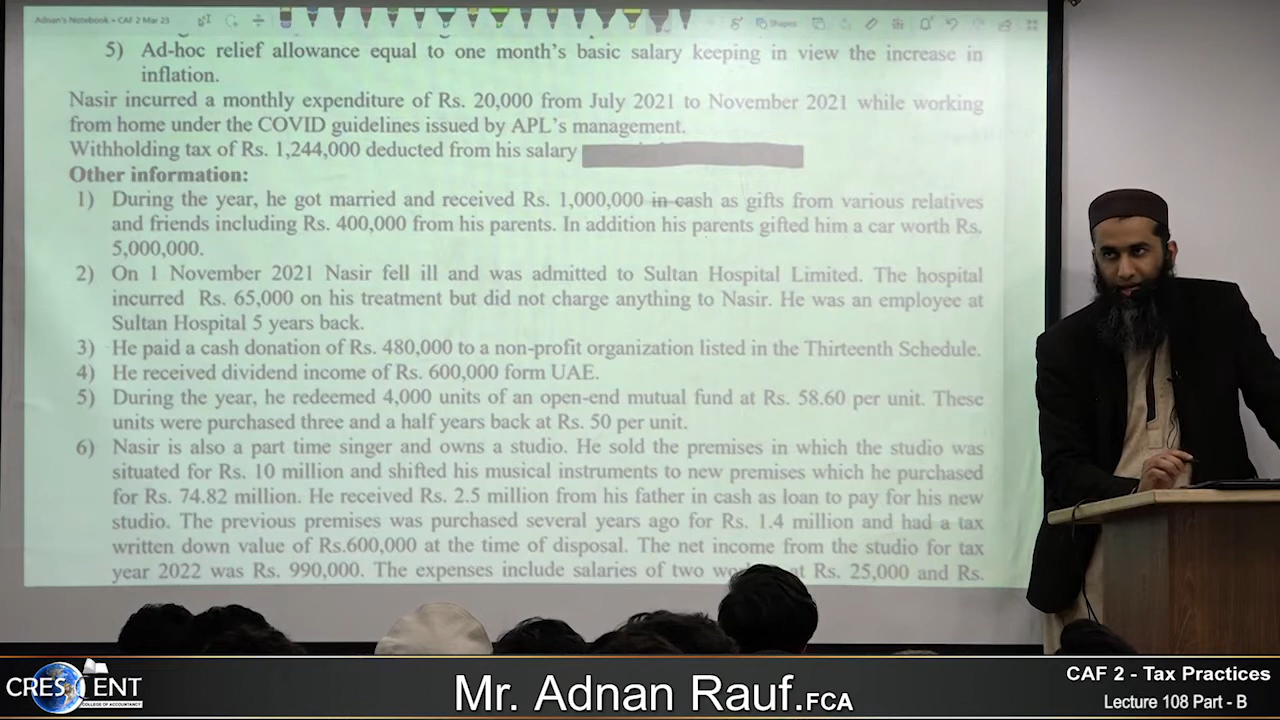 Adnan's Notebook • CAF 2 Mar 23
Shapes
5) Ad-hoc relief allowance equal to one month's basic salary keeping in view the increase in
inflation.
Nasir incurred a monthly expenditure of Rs. 20,000 from July 2021 to November 2021 while working
from home under the COVID guidelines issued by APL's management.
Withholding tax of Rs. 1,244,000 deducted from his salary
Other information:
1) During the year, he got married and received Rs. 1,000,000 in cash as gifts from various relatives
and friends including Rs. 400,000 from his parents. In addition his parents gifted him a car worth Rs.
5,000,000.
2) On 1 November 2021 Nasir fell ill and was admitted to Sultan Hospital Limited. The hospital
incurred Rs. 65,000 on his treatment but did not charge anything to Nasir. He was an employee at
Sultan Hospital 5 years back.
3) He paid a cash donation of Rs. 480,000 to a non-profit organization listed in the Thirteenth Schedule.
4) He received dividend income of Rs. 600,000 form UAE.
5) During the year, he redeemed 4,000 units of an open-end mutual fund at Rs. 58.60 per unit. These
units were purchased three and a half years back at Rs. 50 per unit.
6) Nasir is also a part time singer and owns a studio. He sold the premises in which the studio was
situated for Rs. 10 million and shifted his musical instruments to new premises which he purchased
for Rs. 74.82 million. He received Rs. 2.5 million from his father in cash as loan to pay for his new
studio. The previous premises was purchased several years ago for Rs. 1.4 million and had a tax
written down value of Rs.600,000 at the time of disposal. The net income from the studio for tax
year 2022 was Rs. 990,000. The expenses include salaries of two at Rs. 25,000 and Rs.
CRESCENT
COLLEGE OF ACCOUNTANCY
Mr. Adnan Rauf.FCA
CAF 2 - Tax Practices
Lecture 108 Part - B